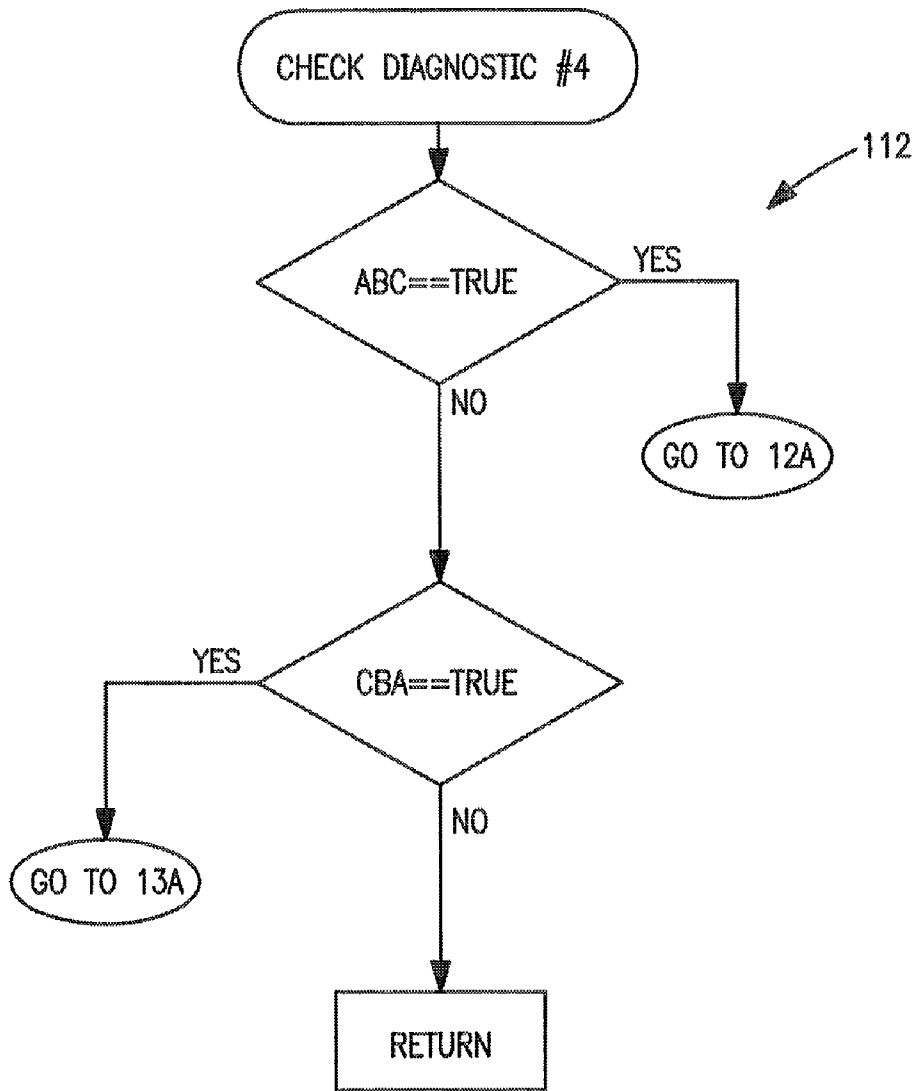 CHECK DIAGNOSTIC #4
112
ABC==TRUE
YES
NO
GO TO 12A
CBA==TRUE
YES
NO
GO TO 13A
RETURN